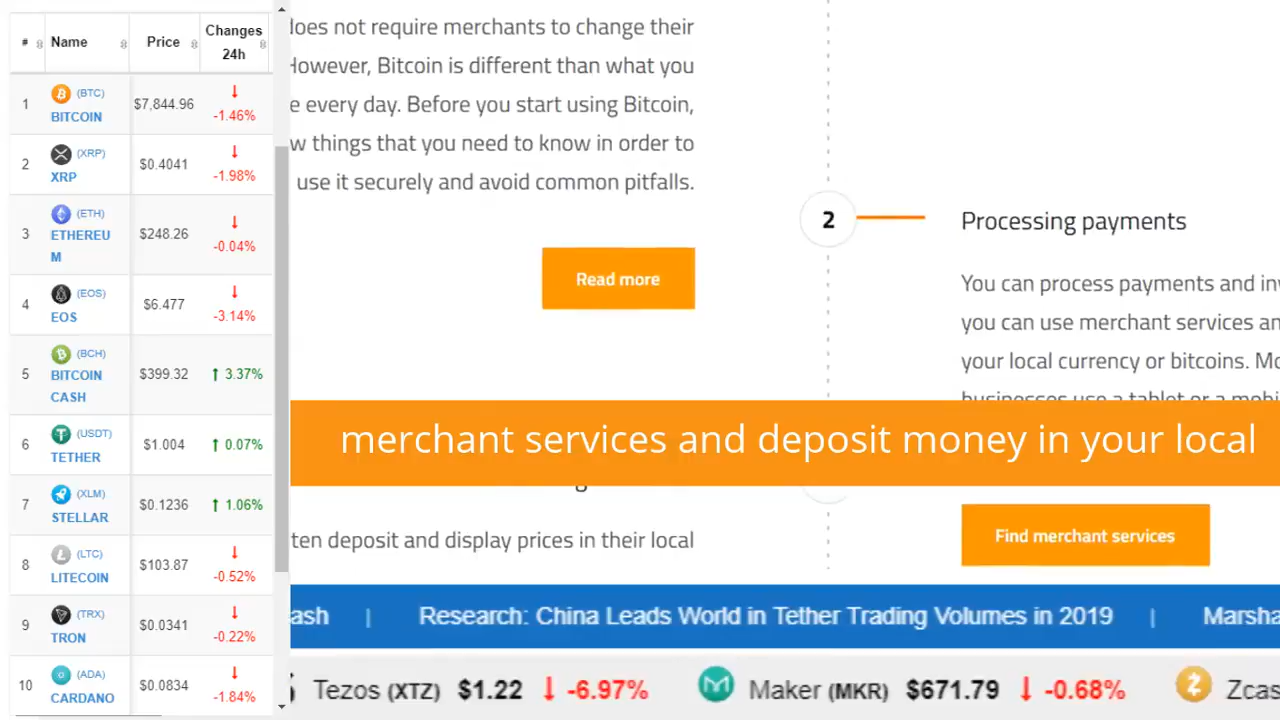 # Name Price Changes 24h
1 (BTC) BITCOIN $7,844.96 ↓ -1.46%
2 (XRP) XRP $0.4041 ↓ -1.98%
3 (ETH) ETHEREUM $248.26 ↓ -0.04%
4 (EOS) EOS $6.477 ↓ -3.14%
5 (BCH) BITCOIN CASH $399.32 ↑ 3.37%
6 (USDT) TETHER $1.004 ↑ 0.07%
7 (XLM) STELLAR $0.1236 ↑ 1.06%
8 (LTC) LITECOIN $103.87 ↓ -0.52%
9 (TRX) TRON $0.0341 ↓ -0.22%
10 (ADA) CARDANO $0.0834 ↓ -1.84%
does not require merchants to change their
However, Bitcoin is different than what you
e every day. Before you start using Bitcoin,
w things that you need to know in order to
use it securely and avoid common pitfalls.
Read more
2 Processing payments
You can process payments and inv
you can use merchant services an
your local currency or bitcoins. Mo
businesses use a tablet or a mobi
merchant services and deposit money in your local
ten deposit and display prices in their local
Find merchant services
ash | Research: China Leads World in Tether Trading Volumes in 2019 | Marsha
Tezos (XTZ) $1.22 ↓ -6.97% Maker (MKR) $671.79 ↓ -0.68% Zcas